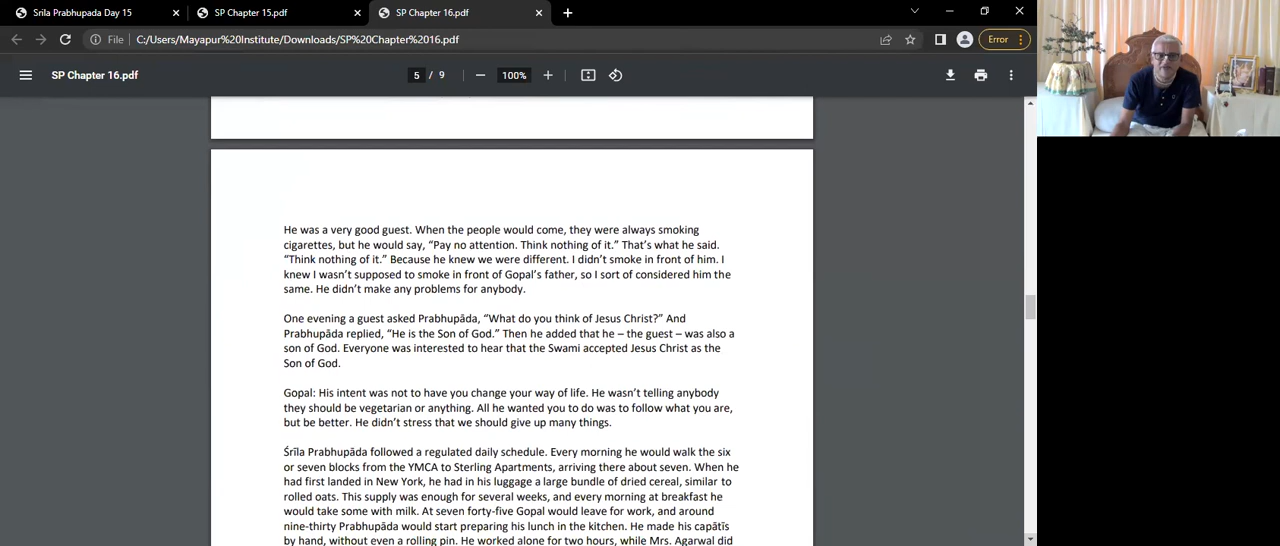 Srila Prabhupada Day 15
SP Chapter 15.pdf
SP Chapter 16.pdf
File
C:/Users/Mayapur%20Institute/Downloads/SP%20Chapter%2016.pdf
Error
SP Chapter 16.pdf
5 / 9
100%
He was a very good guest. When the people would come, they were always smoking
cigarettes, but he would say, “Pay no attention. Think nothing of it.” That’s what he said.
“Think nothing of it.” Because he knew we were different. I didn’t smoke in front of him. I
knew I wasn’t supposed to smoke in front of Gopal’s father, so I sort of considered him the
same. He didn’t make any problems for anybody.
One evening a guest asked Prabhupāda, “What do you think of Jesus Christ?” And
Prabhupāda replied, “He is the Son of God.” Then he added that he – the guest – was also a
son of God. Everyone was interested to hear that the Swami accepted Jesus Christ as the
Son of God.
Gopal: His intent was not to have you change your way of life. He wasn’t telling anybody
they should be vegetarian or anything. All he wanted you to do was to follow what you are,
but be better. He didn’t stress that we should give up many things.
Śrīla Prabhupāda followed a regulated daily schedule. Every morning he would walk the six
or seven blocks from the YMCA to Sterling Apartments, arriving there about seven. When he
had first landed in New York, he had in his luggage a large bundle of dried cereal, similar to
rolled oats. This supply was enough for several weeks, and every morning at breakfast he
would take some with milk. At seven forty-five Gopal would leave for work, and around
nine-thirty Prabhupāda would start preparing his lunch in the kitchen. He made his capātīs
by hand, without even a rolling pin. He worked alone for two hours, while Mrs. Agarwal did